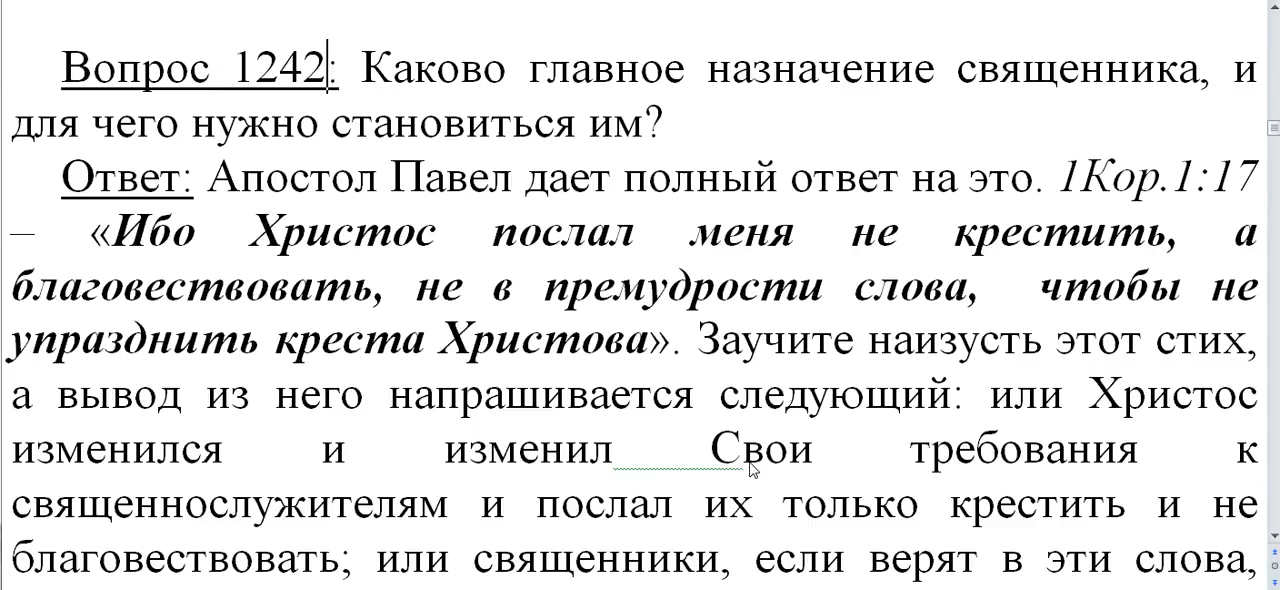 Вопрос 1242: Каково главное назначение священника, и
для чего нужно становиться им?
Ответ: Апостол Павел дает полный ответ на это. 1Кор.1:17
– «Ибо Христос послал меня не крестить, а
благовествовать, не в премудрости слова, чтобы не
упразднить креста Христова». Заучите наизусть этот стих,
а вывод из него напрашивается следующий: или Христос
изменился и изменил Свои требования к
священнослужителям и послал их только крестить и не
благовествовать; или священники, если верят в эти слова,